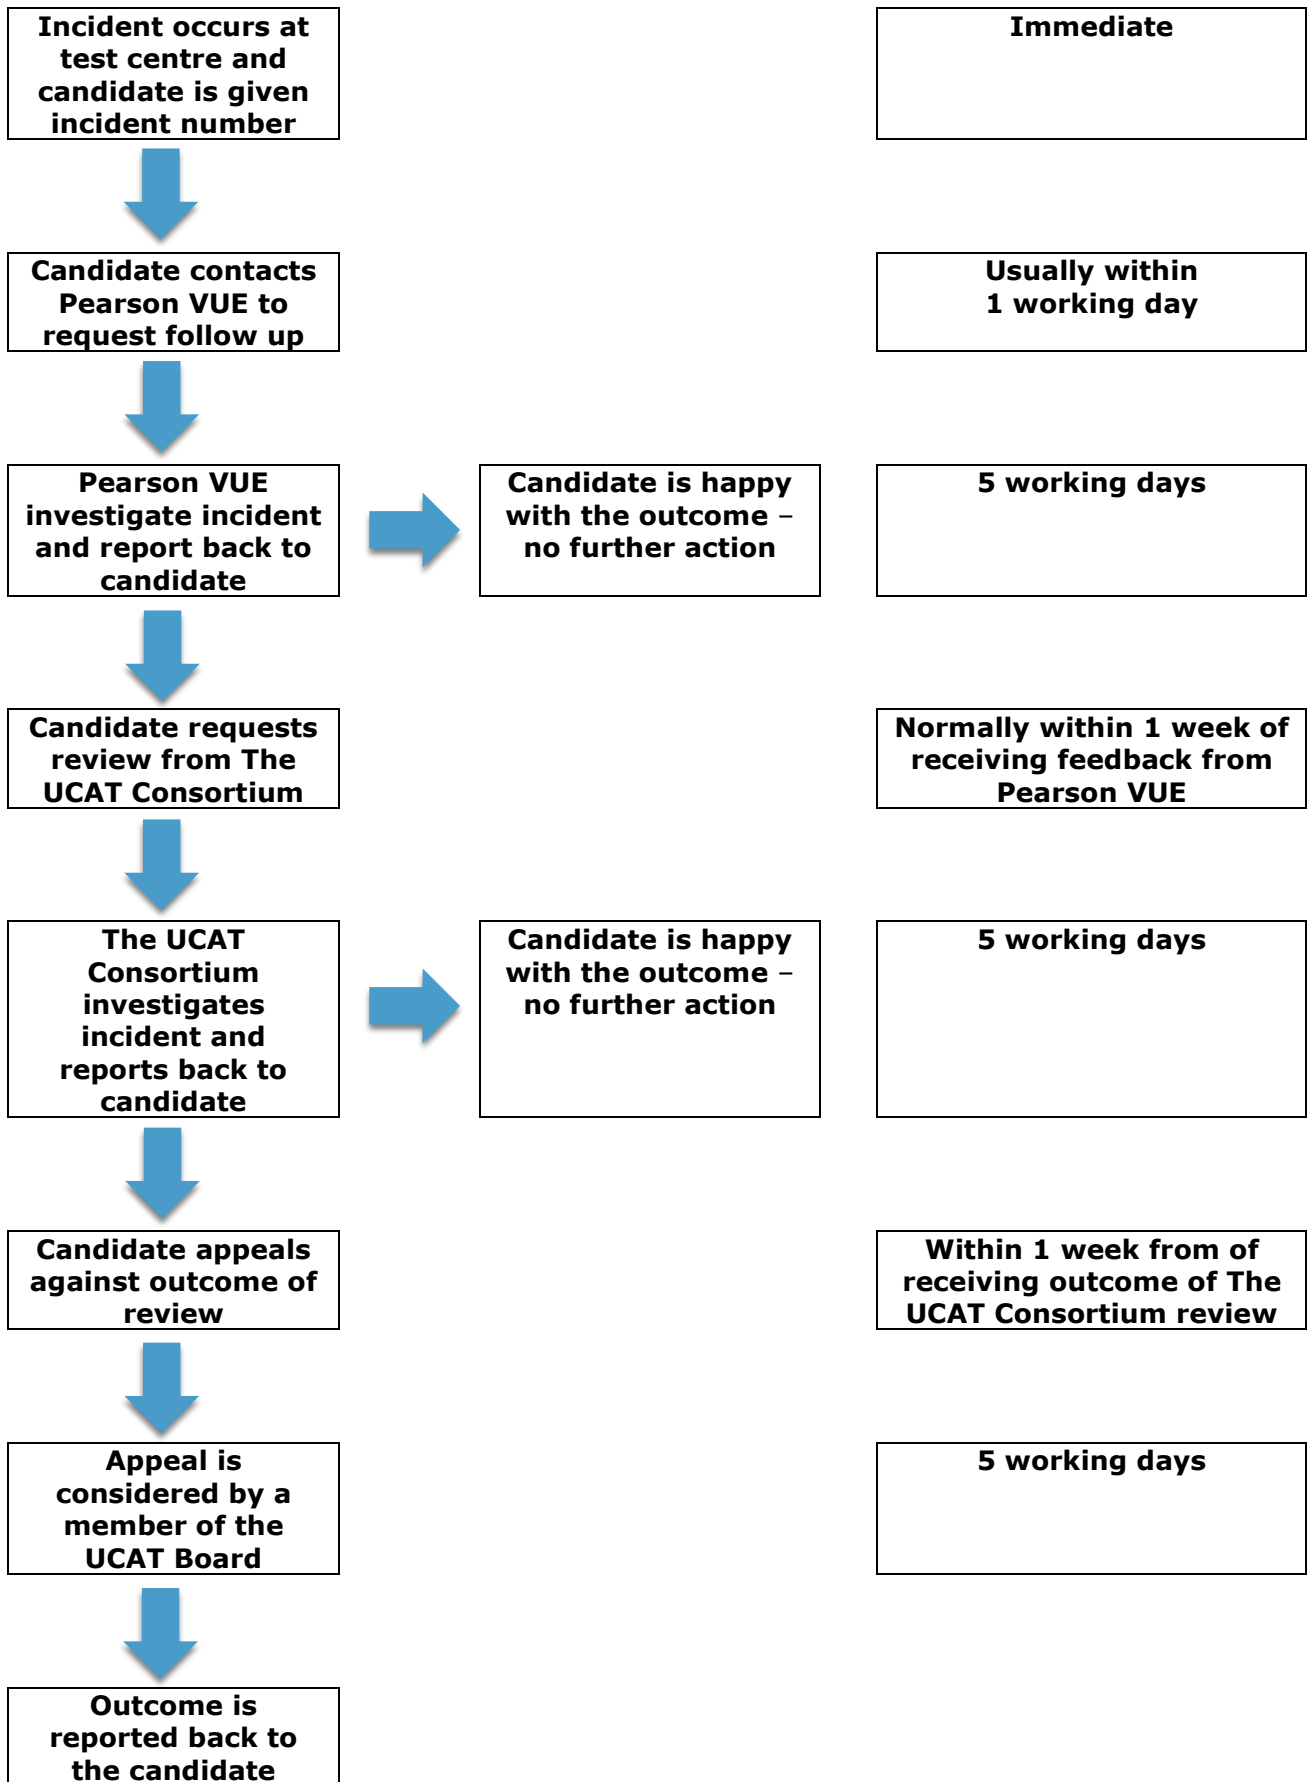 Incident occurs at
test centre and
candidate is given
incident number
Immediate
Candidate contacts
Pearson VUE to
request follow up
Usually within
1 working day
Pearson VUE
investigate incident
and report back to
candidate
Candidate is happy
with the outcome –
no further action
5 working days
Candidate requests
review from The
UCAT Consortium
Normally within 1 week of
receiving feedback from
Pearson VUE
The UCAT
Consortium
investigates
incident and
reports back to
candidate
Candidate is happy
with the outcome –
no further action
5 working days
Candidate appeals
against outcome of
review
Within 1 week from of
receiving outcome of The
UCAT Consortium review
Appeal is
considered by a
member of the
UCAT Board
5 working days
Outcome is
reported back to
the candidate